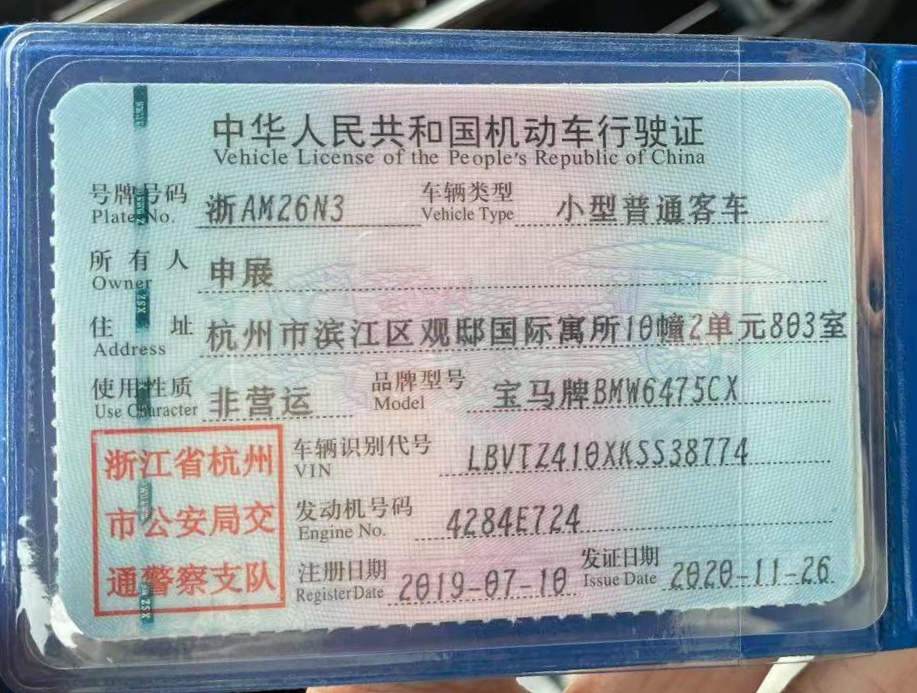 中华人民共和国机动车行驶证
Vehicle License of the People's Republic of China
号牌号码 浙AM26N3 车辆类型 小型普通客车
Plate No. Vehicle Type
所有人 申展
Owner
住址 杭州市滨江区观邸国际寓所10幢2单元803室
Address
使用性质 非营运 品牌型号 宝马牌BMW6475CX
Use Character Model
浙江省杭州
市公安局交
通警察支队
车辆识别代号 LBVTZ410XKSS38774
VIN
发动机号码 4284E724
Engine No.
注册日期 2019-07-10 发证日期 2020-11-26
Register Date Issue Date